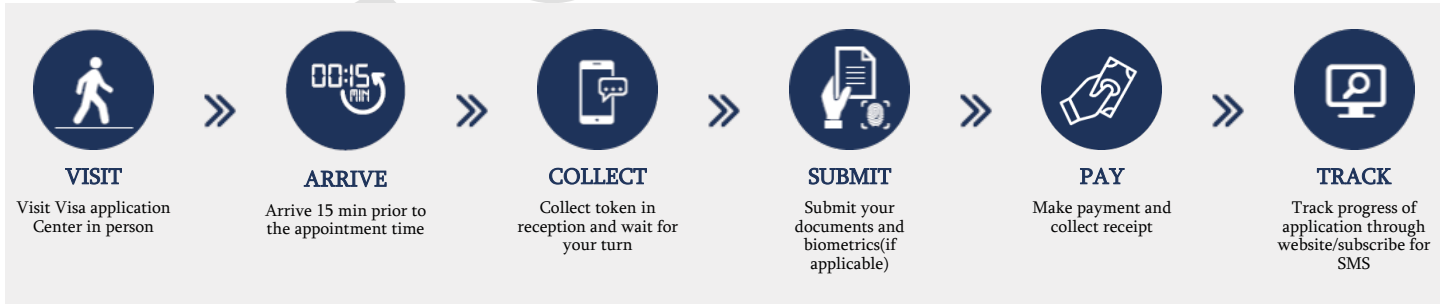 00:15
MIN
VISIT
Visit Visa application
Center in person
ARRIVE
Arrive 15 min prior to
the appointment time
COLLECT
Collect token in
reception and wait for
your turn
SUBMIT
Submit your
documents and
biometrics(if
applicable)
PAY
Make payment and
collect receipt
TRACK
Track progress of
application through
website/subscribe for
SMS